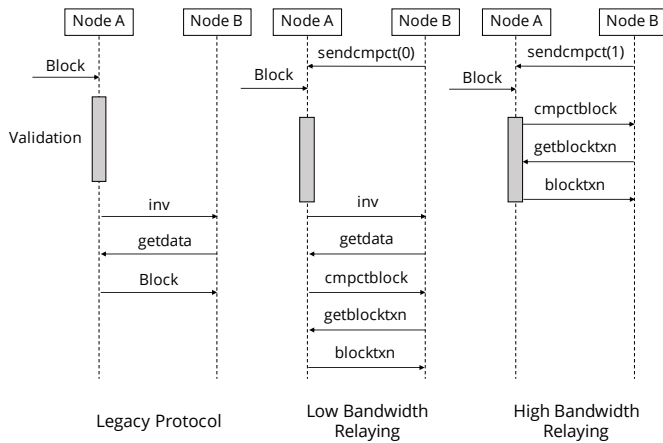 Node A
Node B
Block
Validation
inv
getdata
Block
Legacy Protocol
Node A
Node B
sendcmpct(0)
Block
inv
getdata
cmpctblock
getblocktxn
blocktxn
Low Bandwidth
Relaying
Node A
Node B
sendcmpct(1)
Block
cmpctblock
getblocktxn
blocktxn
High Bandwidth
Relaying